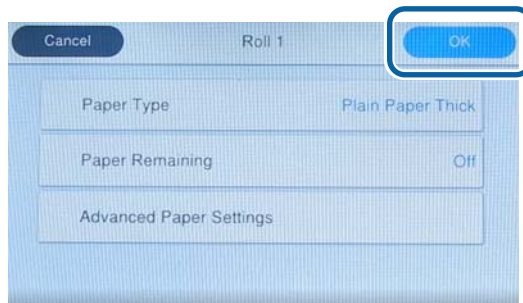 Cancel Roll 1 OK
Paper Type Plain Paper Thick
Paper Remaining Off
Advanced Paper Settings